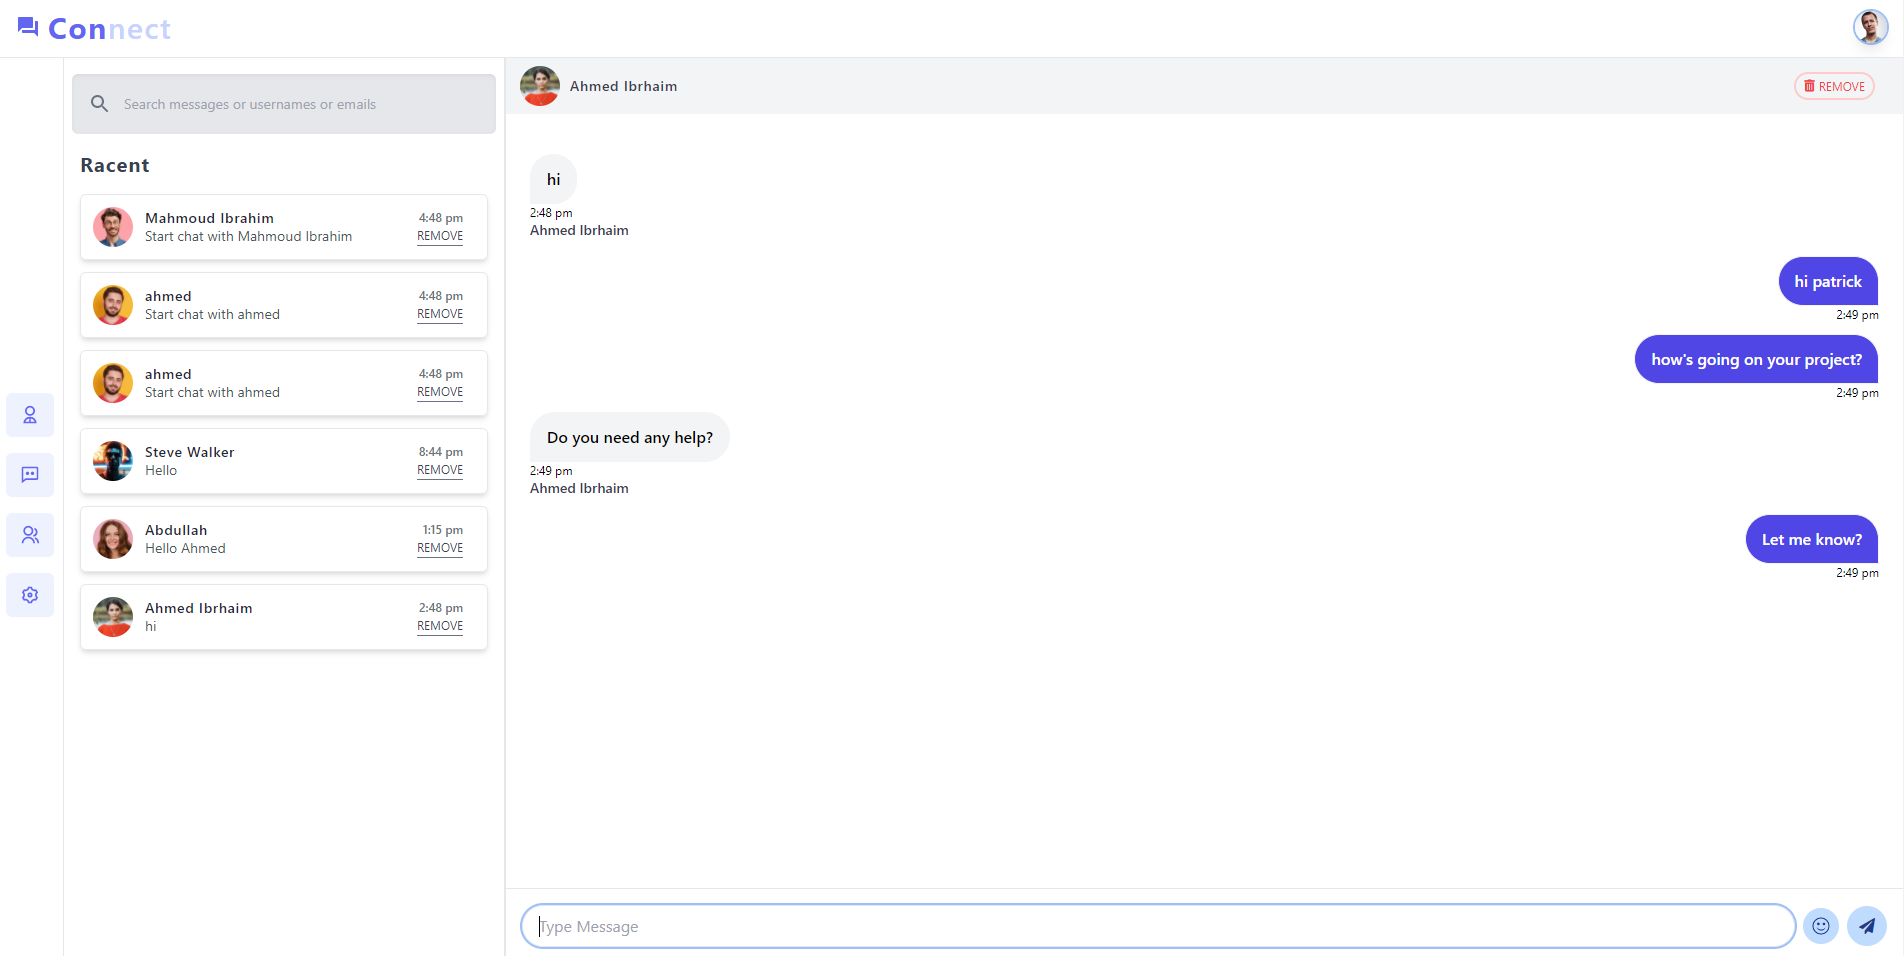 Connect
Search messages or usernames or emails
Racent
Mahmoud Ibrahim 4:48 pm
Start chat with Mahmoud Ibrahim REMOVE
ahmed 4:48 pm
Start chat with ahmed REMOVE
ahmed 4:48 pm
Start chat with ahmed REMOVE
Steve Walker 8:44 pm
Hello REMOVE
Abdullah 1:15 pm
Hello Ahmed REMOVE
Ahmed Ibrhaim 2:48 pm
hi REMOVE
Ahmed Ibrhaim REMOVE
hi
2:48 pm
Ahmed Ibrhaim
hi patrick
2:49 pm
how's going on your project?
2:49 pm
Do you need any help?
2:49 pm
Ahmed Ibrhaim
Let me know?
2:49 pm
Type Message